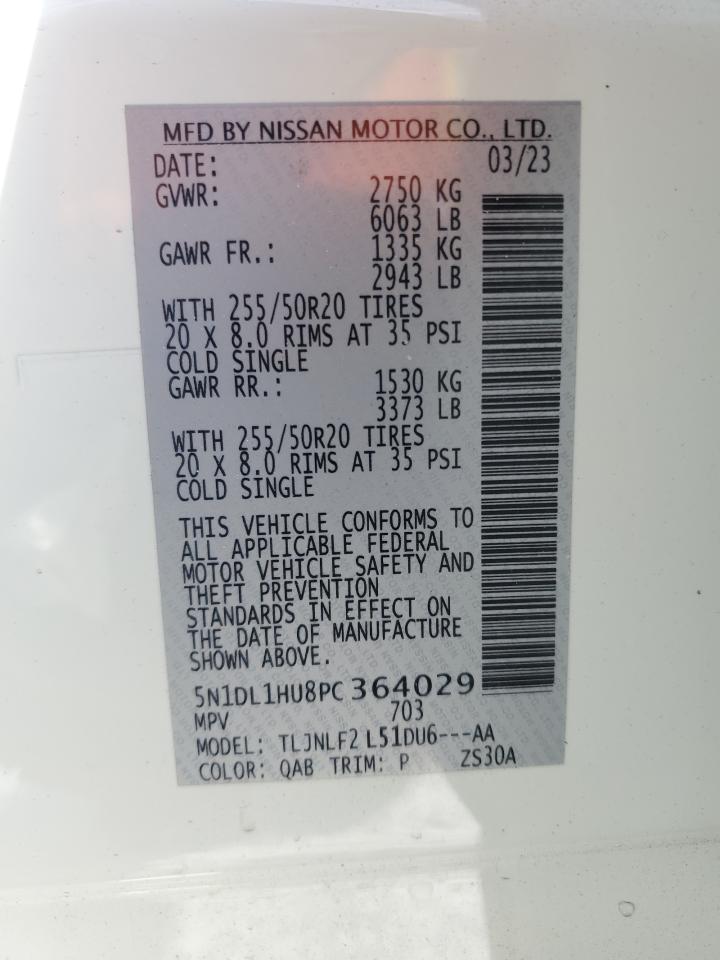 MFD BY NISSAN MOTOR CO., LTD.
DATE: 03/23
GVWR: 2750 KG
6063 LB
GAWR FR.: 1335 KG
2943 LB
WITH 255/50R20 TIRES
20 X 8.0 RIMS AT 35 PSI
COLD SINGLE
GAWR RR.: 1530 KG
3373 LB
WITH 255/50R20 TIRES
20 X 8.0 RIMS AT 35 PSI
COLD SINGLE
THIS VEHICLE CONFORMS TO
ALL APPLICABLE FEDERAL
MOTOR VEHICLE SAFETY AND
THEFT PREVENTION
STANDARDS IN EFFECT ON
THE DATE OF MANUFACTURE
SHOWN ABOVE.
5N1DL1HU8PC 364029
MPV 703
MODEL: TLJNLF2 L51DU6---AA
COLOR: QAB TRIM: P ZS30A